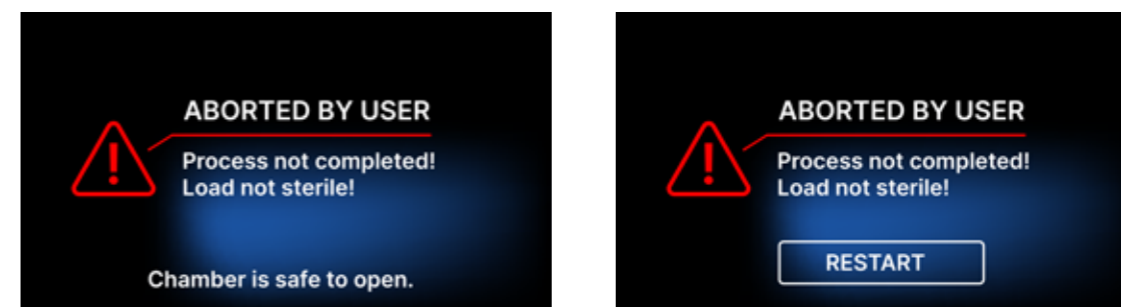 ABORTED BY USER
Process not completed!
Load not sterile!
Chamber is safe to open.
ABORTED BY USER
Process not completed!
Load not sterile!
RESTART